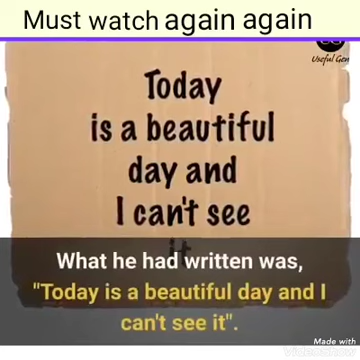 Must watch again again
Useful Gen
Today
is a beautiful
day and
I can't see
it
What he had written was,
"Today is a beautiful day and I
can't see it".
Made with